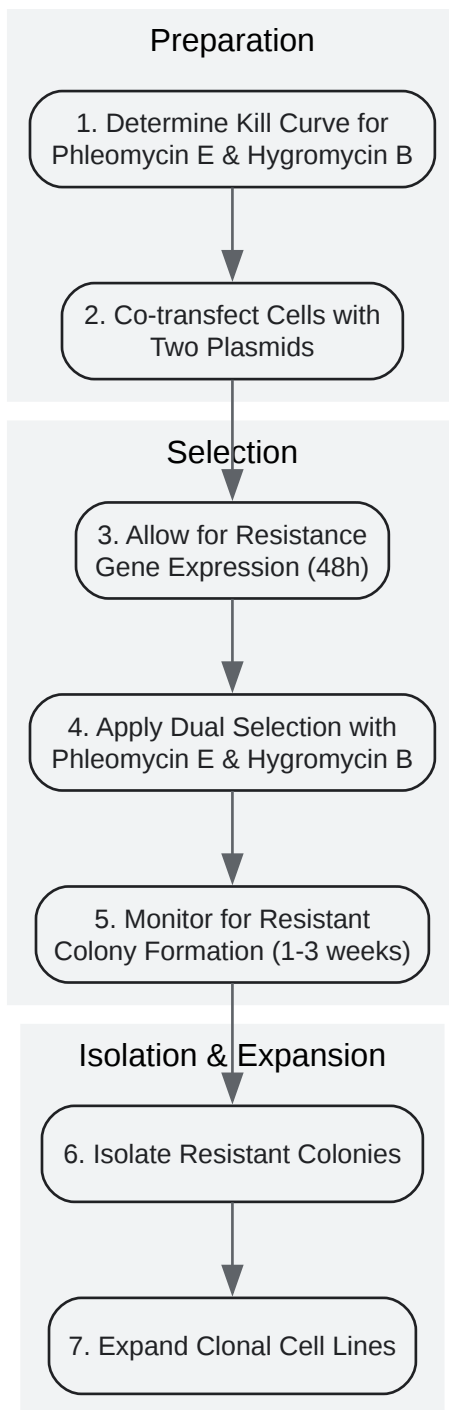 Preparation
1. Determine Kill Curve for
Phleomycin E & Hygromycin B
2. Co-transfect Cells with
Two Plasmids
Selection
3. Allow for Resistance
Gene Expression (48h)
4. Apply Dual Selection with
Phleomycin E & Hygromycin B
5. Monitor for Resistant
Colony Formation (1-3 weeks)
Isolation & Expansion
6. Isolate Resistant Colonies
7. Expand Clonal Cell Lines